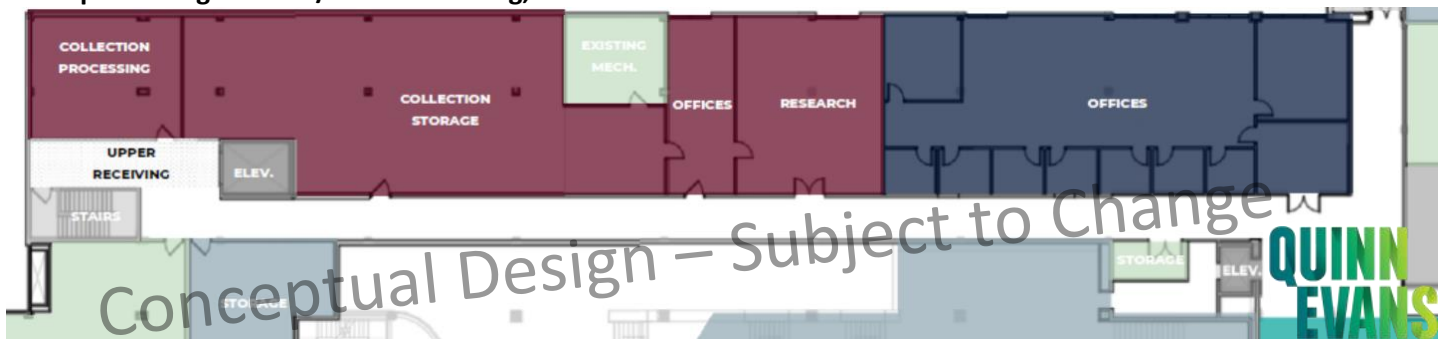 COLLECTION
PROCESSING
EXISTING
MECH.
COLLECTION
STORAGE
OFFICES
RESEARCH
OFFICES
UPPER
RECEIVING
ELEV.
STAIRS
STORAGE
STORAGE
ELEV.
Conceptual Design – Subject to Change
QUINN
EVANS